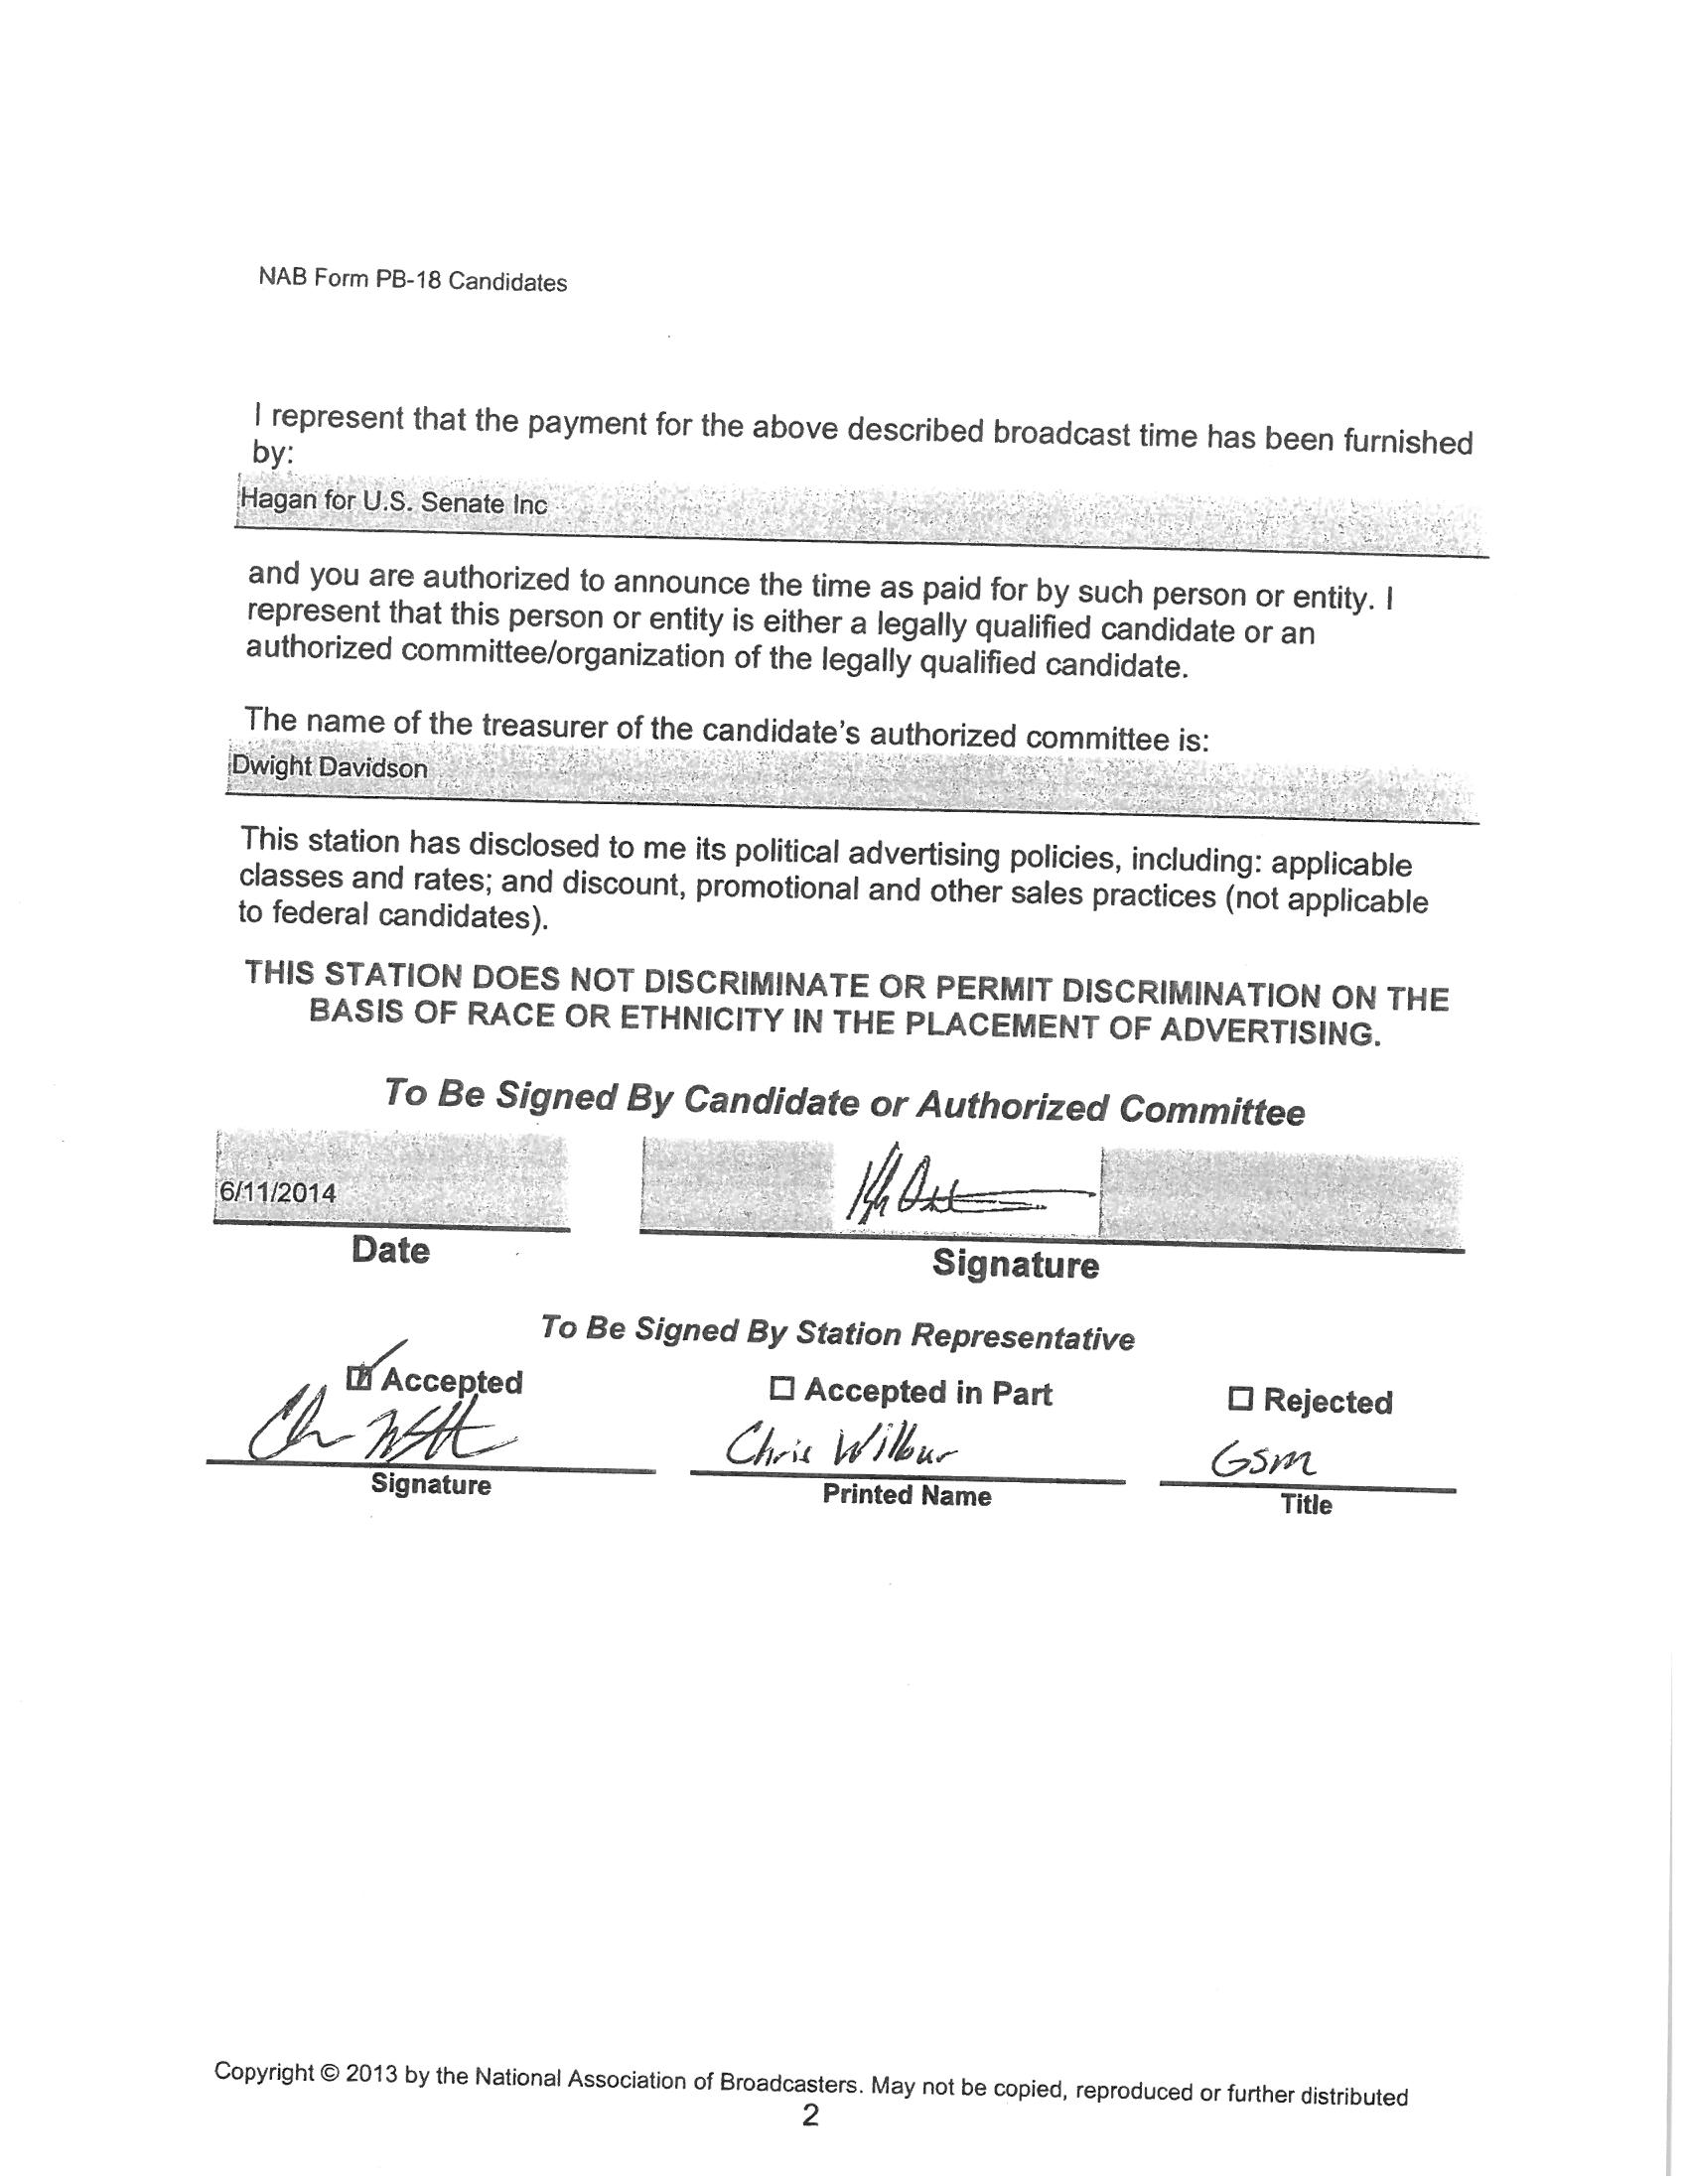 NAB Form PB-18 Candidates
I represent that the payment for the above described broadcast time has been furnished
by:
Hagan for U.S. Senate Inc
and you are authorized to announce the time as paid for by such person or entity. I
represent that this person or entity is either a legally qualified candidate or an
authorized committee/organization of the legally qualified candidate.
The name of the treasurer of the candidate's authorized committee is:
Dwight Davidson
This station has disclosed to me its political advertising policies, including: applicable
classes and rates; and discount, promotional and other sales practices (not applicable
to federal candidates).
THIS STATION DOES NOT DISCRIMINATE OR PERMIT DISCRIMINATION ON THE
BASIS OF RACE OR ETHNICITY IN THE PLACEMENT OF ADVERTISING.
To Be Signed By Candidate or Authorized Committee
6/11/2014
Date Signature
To Be Signed By Station Representative
Accepted Accepted in Part Rejected
Chris Wilbur GSM
Signature Printed Name Title
Copyright © 2013 by the National Association of Broadcasters. May not be copied, reproduced or further distributed
2